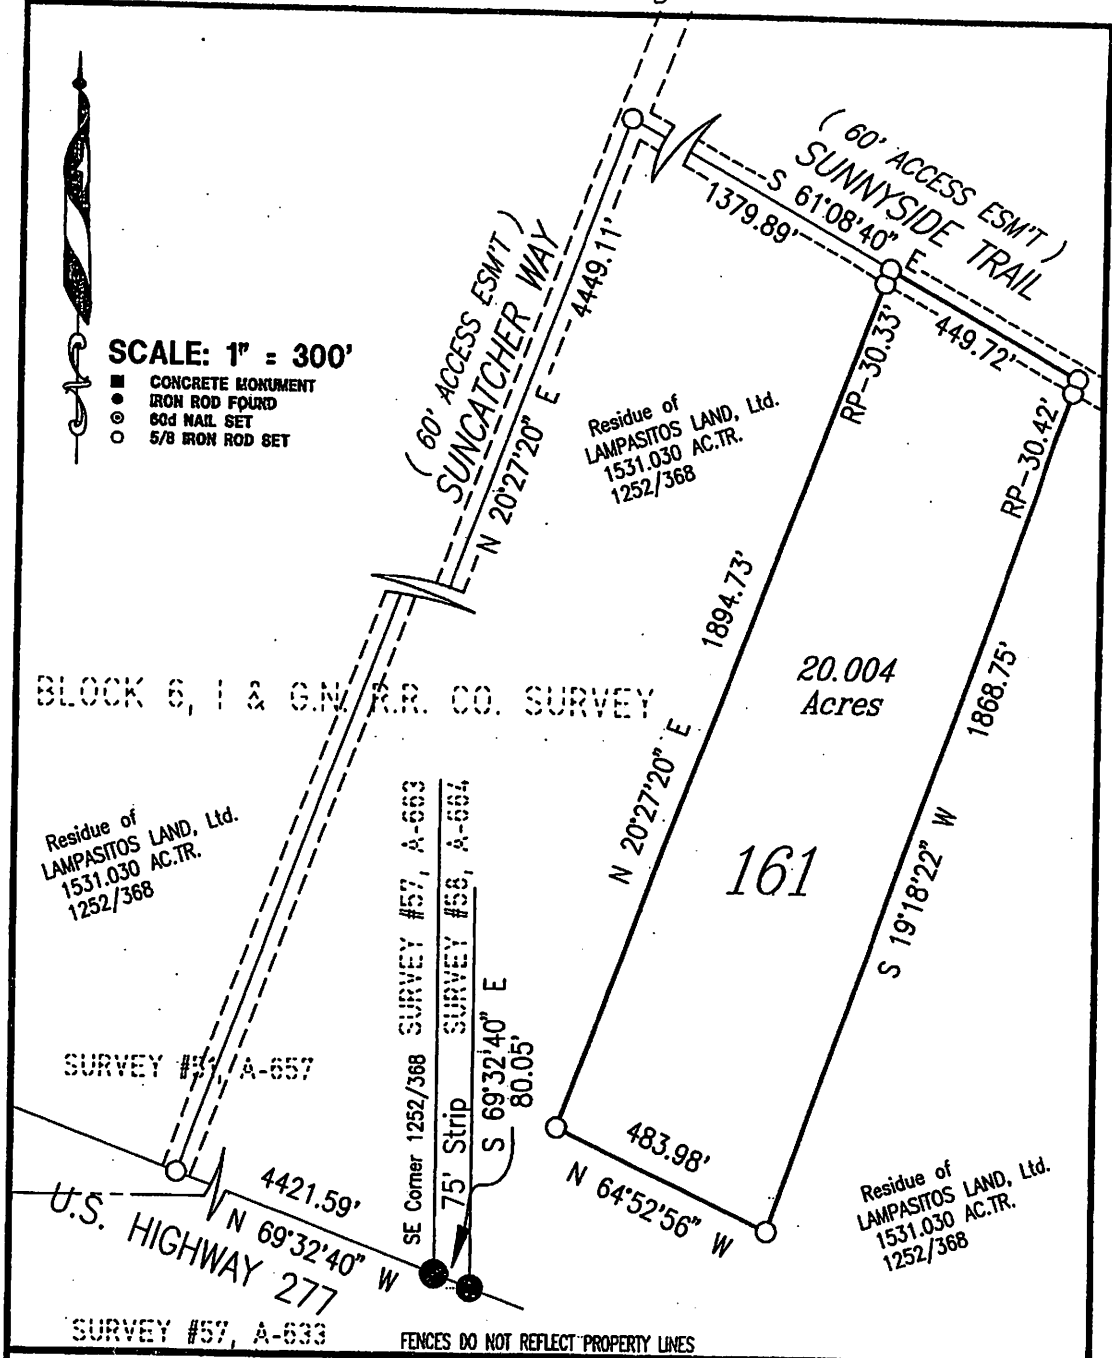 ( 60' ACCESS ESM'T )
SUNNYSIDE TRAIL
S 61°08'40" E
1379.89'
449.72'
SCALE: 1" = 300'
CONCRETE MONUMENT
IRON ROD FOUND
60d NAIL SET
5/8 IRON ROD SET
( 60' ACCESS ESM'T )
SUNCATCHER WAY
N 20°27'20" E
4449.11'
Residue of
LAMPASITOS LAND, Ltd.
1531.030 AC.TR.
1252/368
RP-30.33'
RP-30.42'
1894.73'
N 20°27'20" E
20.004
Acres
161
1868.75'
S 19°18'22" W
BLOCK 6, I & G.N. R.R. CO. SURVEY
Residue of
LAMPASITOS LAND, Ltd.
1531.030 AC.TR.
1252/368
SURVEY #51, A-657
SE Corner 1252/368
SURVEY #57, A-663
75' Strip
SURVEY #58, A-664
S 69°32'40" E
80.05'
483.98'
N 64°52'56" W
4421.59'
N 69°32'40" W
U.S. HIGHWAY 277
Residue of
LAMPASITOS LAND, Ltd.
1531.030 AC.TR.
1252/368
SURVEY #57, A-633
FENCES DO NOT REFLECT PROPERTY LINES